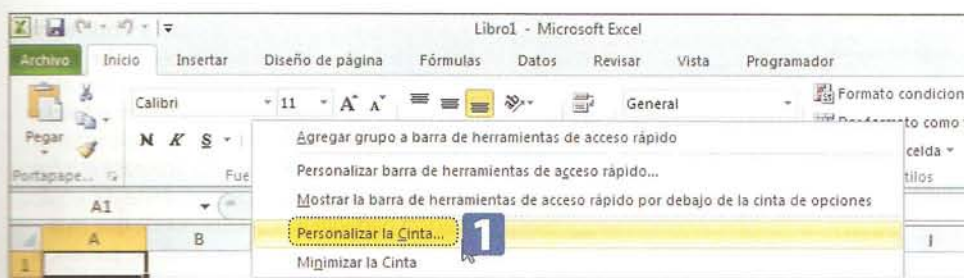 Libro1 - Microsoft Excel
Archivo Inicio Insertar Diseño de página Fórmulas Datos Revisar Vista Programador
Calibri 11 A A General Formato condicion
Pegar N K S to como
celda
Portapape... Fue tilos
Agregar grupo a barra de herramientas de acceso rápido
Personalizar barra de herramientas de acceso rápido...
Mostrar la barra de herramientas de acceso rápido por debajo de la cinta de opciones
Personalizar la Cinta... 1
Minimizar la Cinta
A1
A B I
1